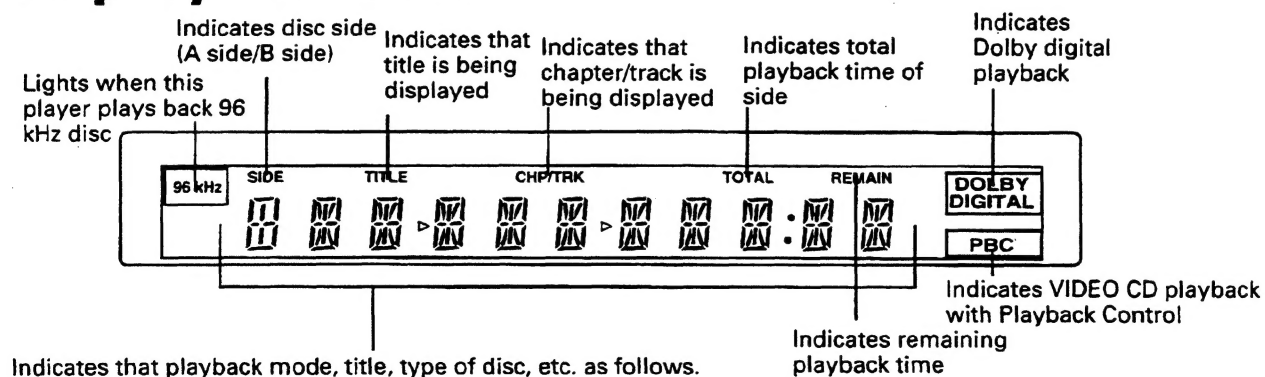 Indicates disc side
(A side/B side)
Indicates that
title is being
displayed
Indicates that
chapter/track is
being displayed
Indicates total
playback time of
side
Indicates
Dolby digital
playback
Lights when this
player plays back 96
kHz disc
96 kHz
SIDE
TITLE
CHP/TRK
TOTAL
REMAIN
DOLBY
DIGITAL
PBC
Indicates VIDEO CD playback
with Playback Control
Indicates remaining
playback time
Indicates that playback mode, title, type of disc, etc. as follows.